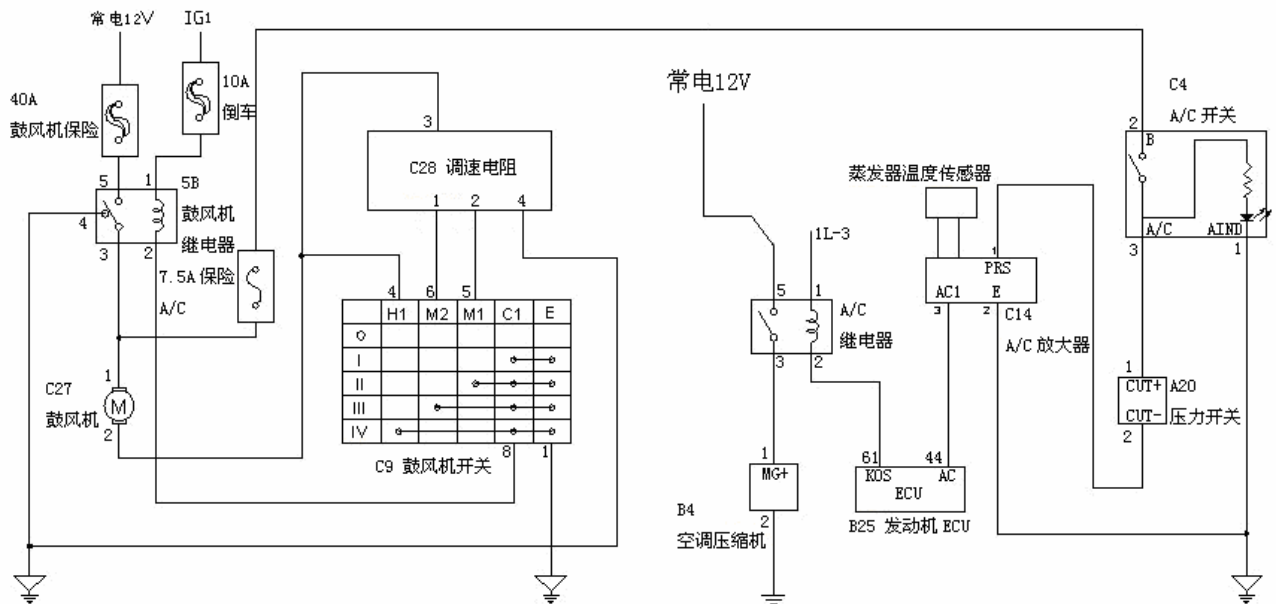 常电12V
IG1
40A
鼓风机保险
10A
倒车
5
1
5B
鼓风机
继电器
4
3
2
7.5A 保险
A/C
3
C28 调速电阻
1
2
4
4
6
5
H1
M2
M1
C1
E
O
I
II
III
IV
8
1
C9 鼓风机开关
C27
鼓风机
1
M
2
常电12V
1L-3
5
1
A/C
继电器
3
2
1
MG+
2
B4
空调压缩机
蒸发器温度传感器
1
PRS
AC1
E
3
2
C14
A/C 放大器
61
44
KOS
AC
ECU
B25 发动机 ECU
C4
A/C 开关
2
B
A/C
AIND
3
1
1
CUT+
A20
CUT-
压力开关
2